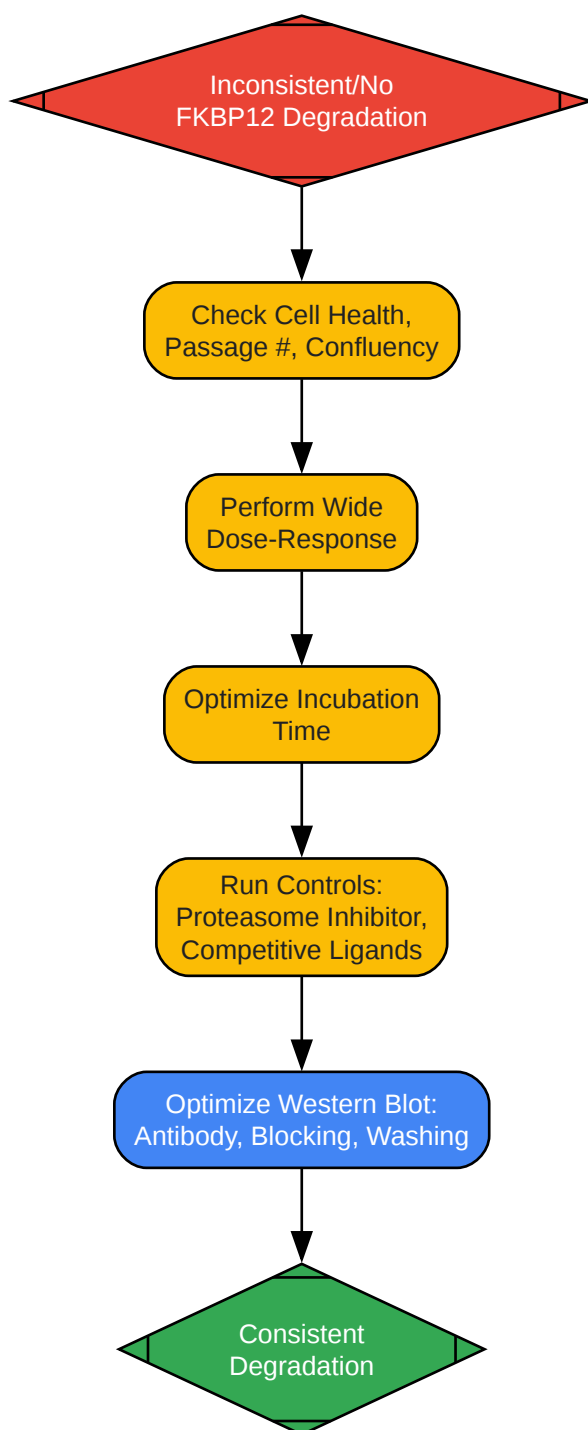 Inconsistent/No
FKBP12 Degradation
Check Cell Health,
Passage #, Confluency
Perform Wide
Dose-Response
Optimize Incubation
Time
Run Controls:
Proteasome Inhibitor,
Competitive Ligands
Optimize Western Blot:
Antibody, Blocking, Washing
Consistent
Degradation